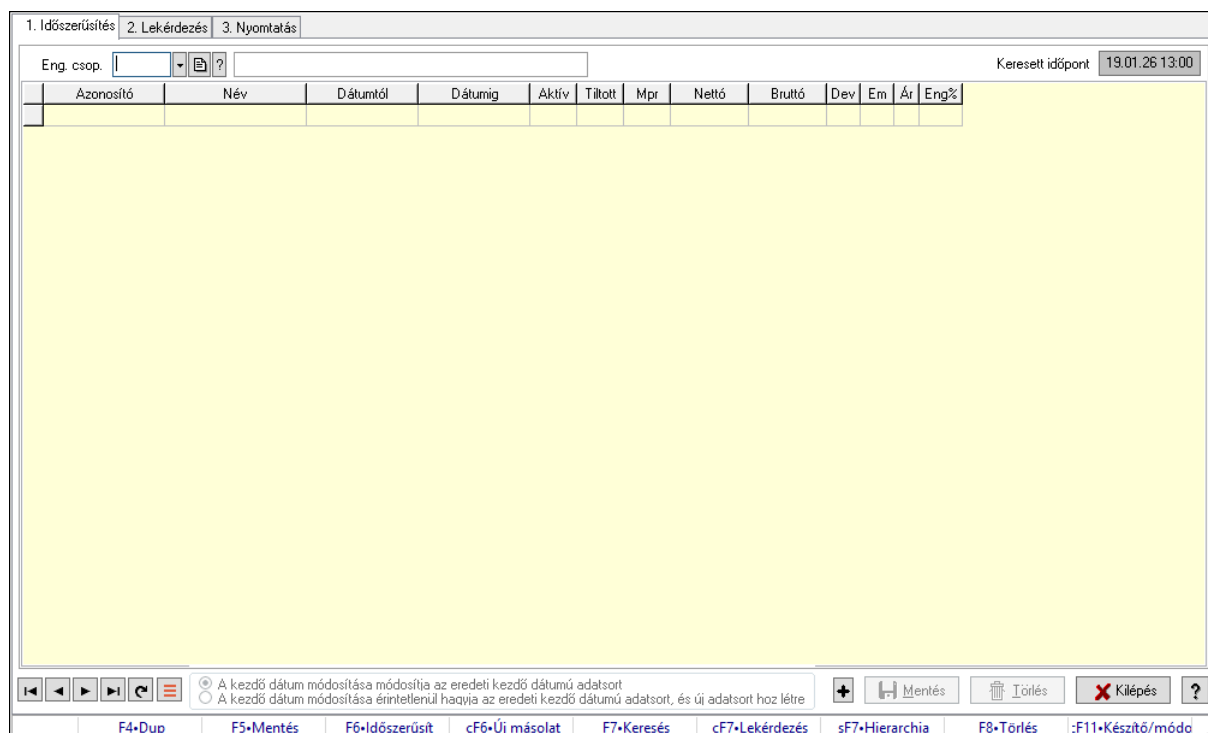 1. Időszerűsítés 2. Lekérdezés 3. Nyomtatás
Eng. csop. ? Keresett időpont 19.01.26 13:00
Azonosító Név Dátumtól Dátumig Aktív Tiltott Mpr Nettó Bruttó Dev Em Ár Eng%
A kezdő dátum módosítása módosítja az eredeti kezdő dátumú adatsort
A kezdő dátum módosítása érintetlenül hagyja az eredeti kezdő dátumú adatsort, és új adatsort hoz létre
Mentés Törlés Kilépés ?
F4•Dup F5•Mentés F6•Időszerűsít cF6•Új másolat F7•Keresés cF7•Lekérdezés sF7•Hierarchia F8•Törlés :F11•Készítő/módo